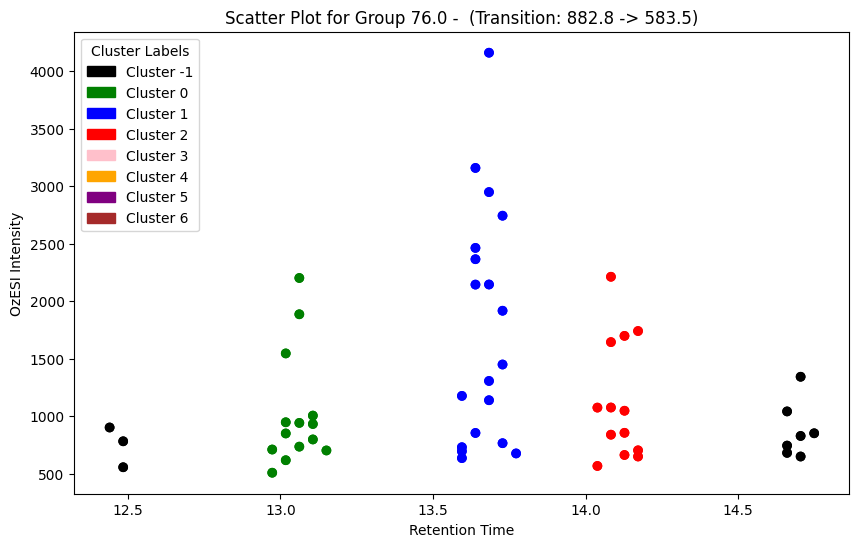 Scatter Plot for Group 76.0 -  (Transition: 882.8 -> 583.5)
Cluster Labels
Cluster -1
Cluster 0
Cluster 1
Cluster 2
Cluster 3
Cluster 4
Cluster 5
Cluster 6
OzESI Intensity
4000
3500
3000
2500
2000
1500
1000
500
12.5 13.0 13.5 14.0 14.5
Retention Time